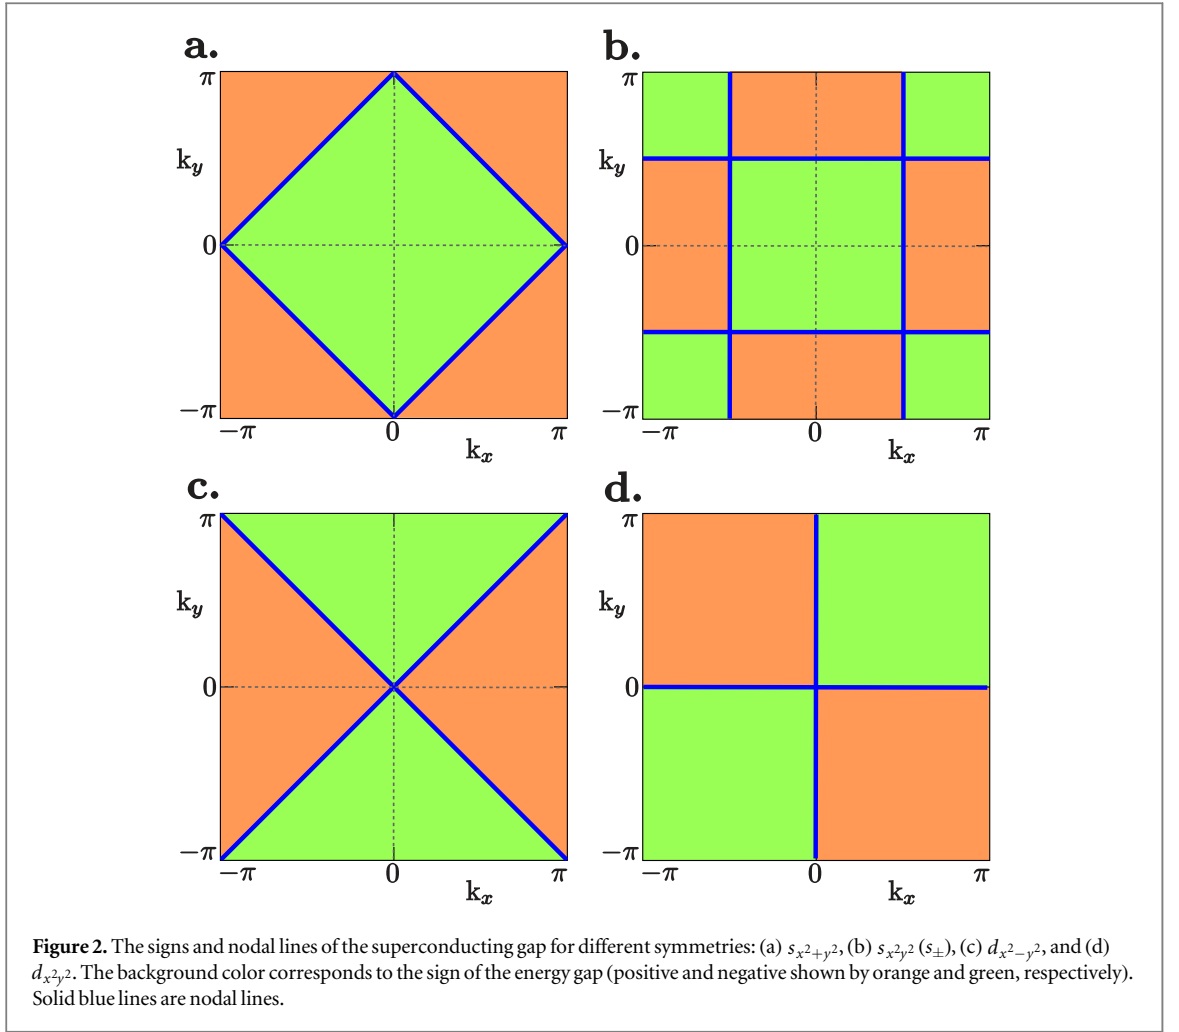 a.
π
k_y
0
−π
−π 0 π
k_x
b.
π
k_y
0
−π
−π 0 π
k_x
c.
π
k_y
0
−π
−π 0 π
k_x
d.
π
k_y
0
−π
−π 0 π
k_x
Figure 2. The signs and nodal lines of the superconducting gap for different symmetries: (a) s_{x²+y²}, (b) s_{x²y²} (s_±), (c) d_{x²−y²}, and (d)
d_{x²y²}. The background color corresponds to the sign of the energy gap (positive and negative shown by orange and green, respectively).
Solid blue lines are nodal lines.